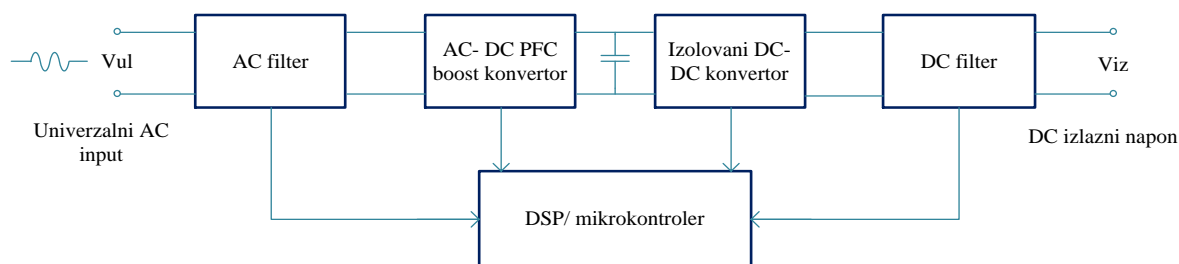 Vul
Univerzalni AC
input
AC filter
AC- DC PFC
boost konvertor
Izolovani DC-
DC konvertor
DC filter
Viz
DC izlazni napon
DSP/ mikrokontroler